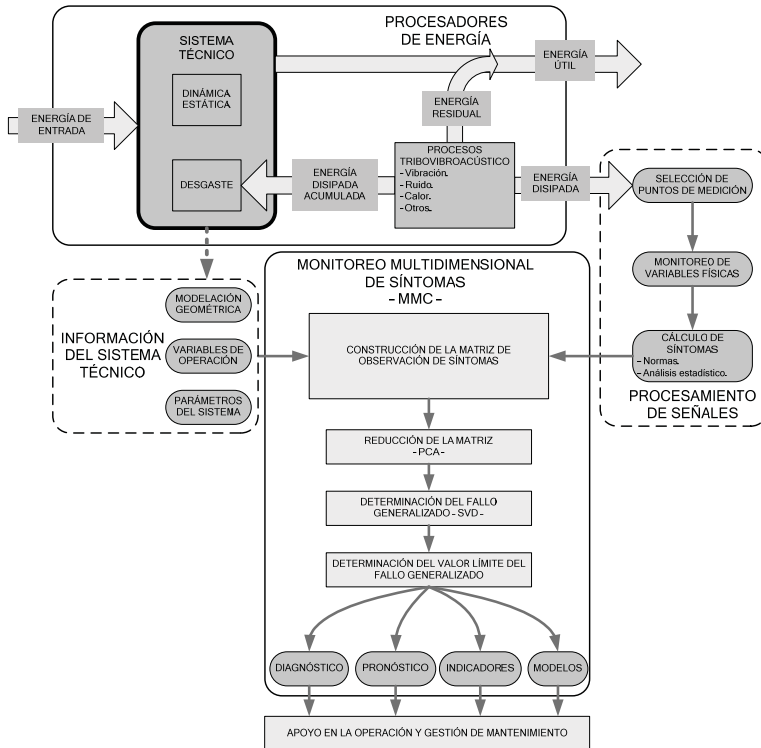 PROCESADORES
DE ENERGÍA
SISTEMA
TÉCNICO
ENERGÍA
ÚTIL
DINÁMICA
ESTÁTICA
ENERGÍA DE
ENTRADA
ENERGÍA
RESIDUAL
PROCESOS
TRIBOVIBROACÚSTICO
- Vibración.
- Ruido.
- Calor.
- Otros.
DESGASTE
ENERGÍA
DISIPADA
ACUMULADA
ENERGÍA
DISIPADA
SELECCIÓN DE
PUNTOS DE MEDICIÓN
MONITOREO DE
VARIABLES FÍSICAS
CÁLCULO DE
SÍNTOMAS
- Normas.
- Análisis estadístico.
PROCESAMIENTO
DE SEÑALES
MONITOREO MULTIDIMENSIONAL
DE SÍNTOMAS
- MMC -
MODELACIÓN
GEOMÉTRICA
INFORMACIÓN
DEL SISTEMA
TÉCNICO
VARIABLES DE
OPERACIÓN
PARÁMETROS
DEL SISTEMA
CONSTRUCCIÓN DE LA MATRIZ DE
OBSERVACIÓN DE SÍNTOMAS
REDUCCIÓN DE LA MATRIZ
- PCA -
DETERMINACIÓN DEL FALLO
GENERALIZADO - SVD -
DETERMINACIÓN DEL VALOR LÍMITE DEL
FALLO GENERALIZADO
DIAGNÓSTICO
PRONÓSTICO
INDICADORES
MODELOS
APOYO EN LA OPERACIÓN Y GESTIÓN DE MANTENIMIENTO